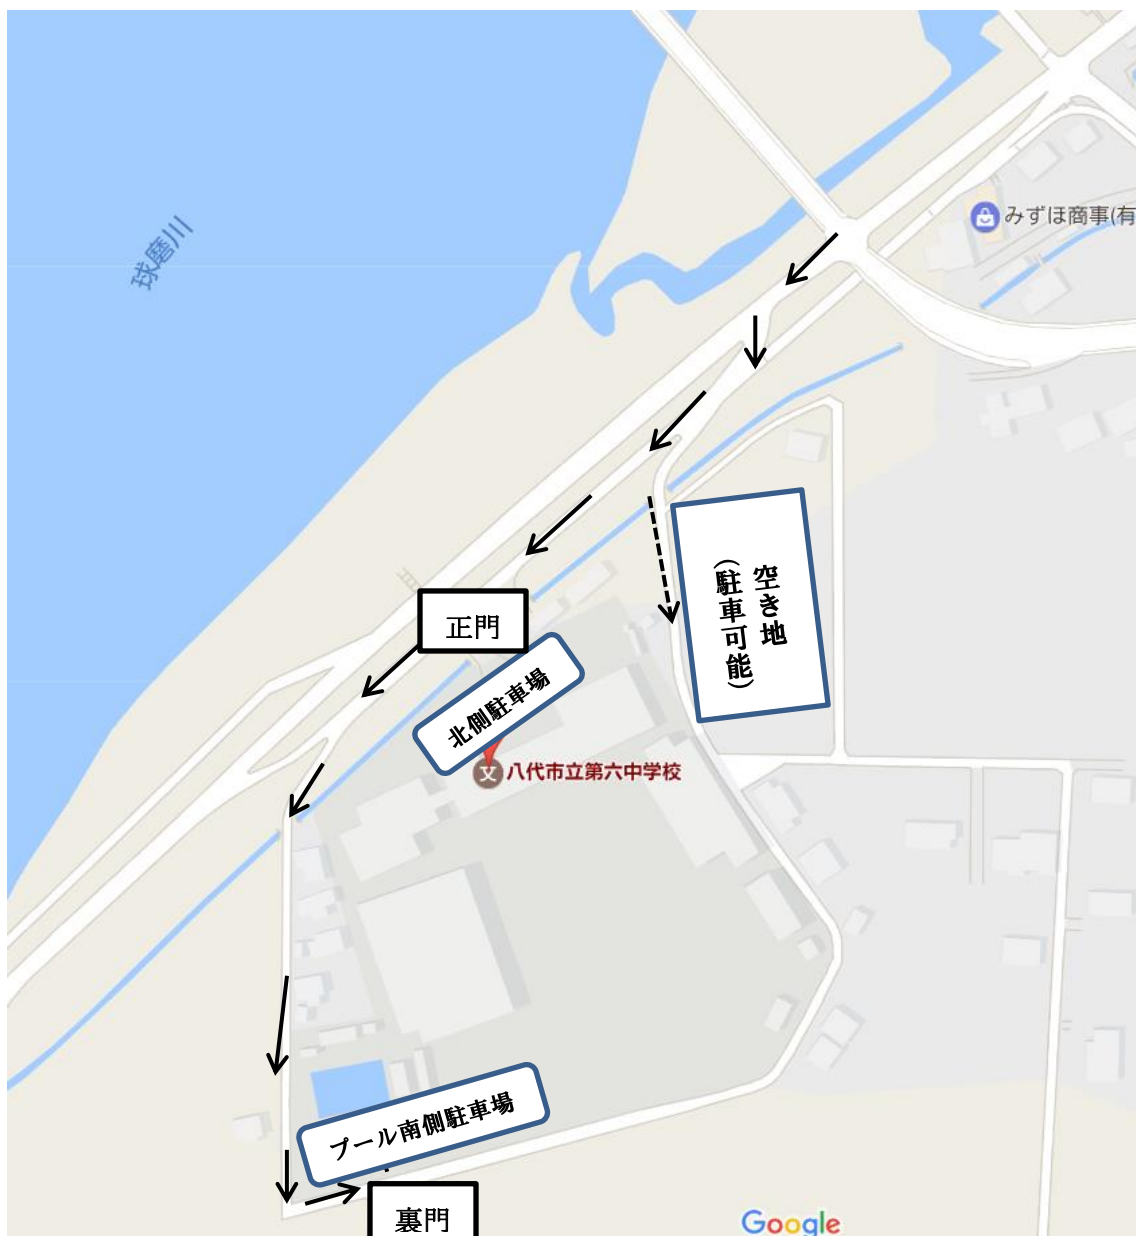 球磨川
みずほ商事(有
空き地
(駐車可能)
正門
北側駐車場
文
八代市立第六中学校
プール南側駐車場
裏門
Google